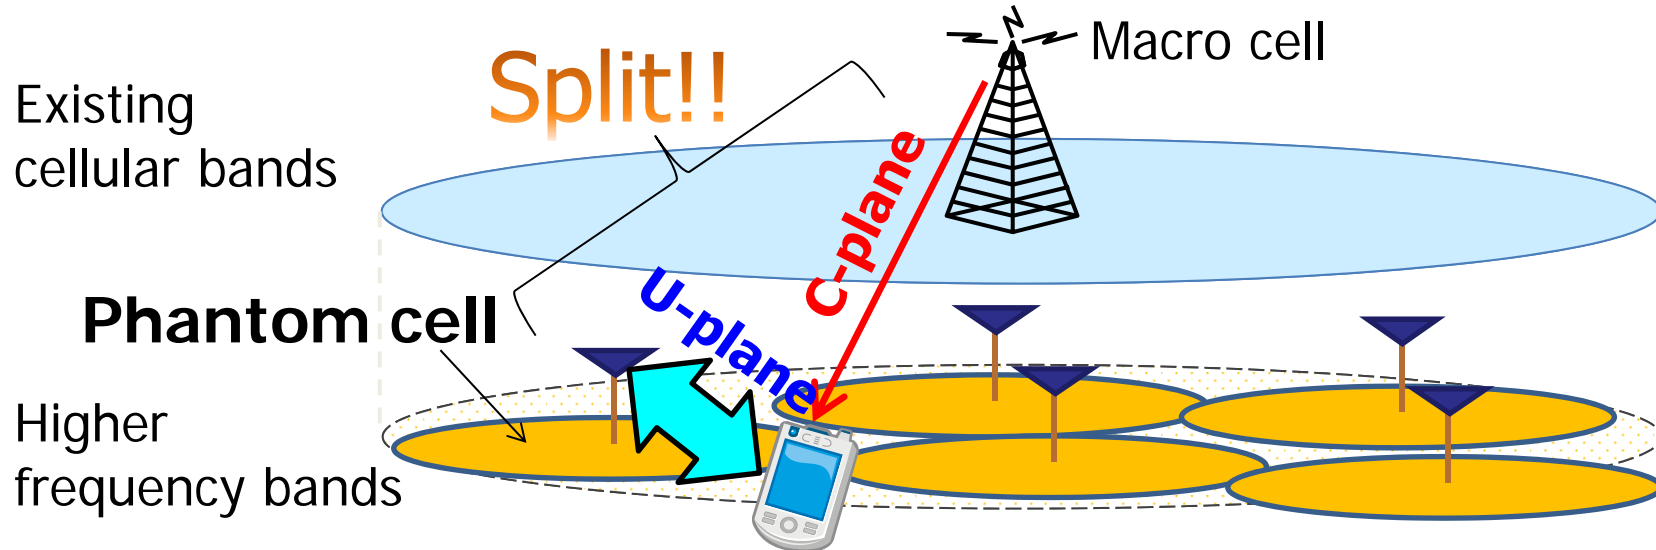 Macro cell
Split!!
Existing
cellular bands
C-plane
U-plane
Phantom cell
Higher
frequency bands